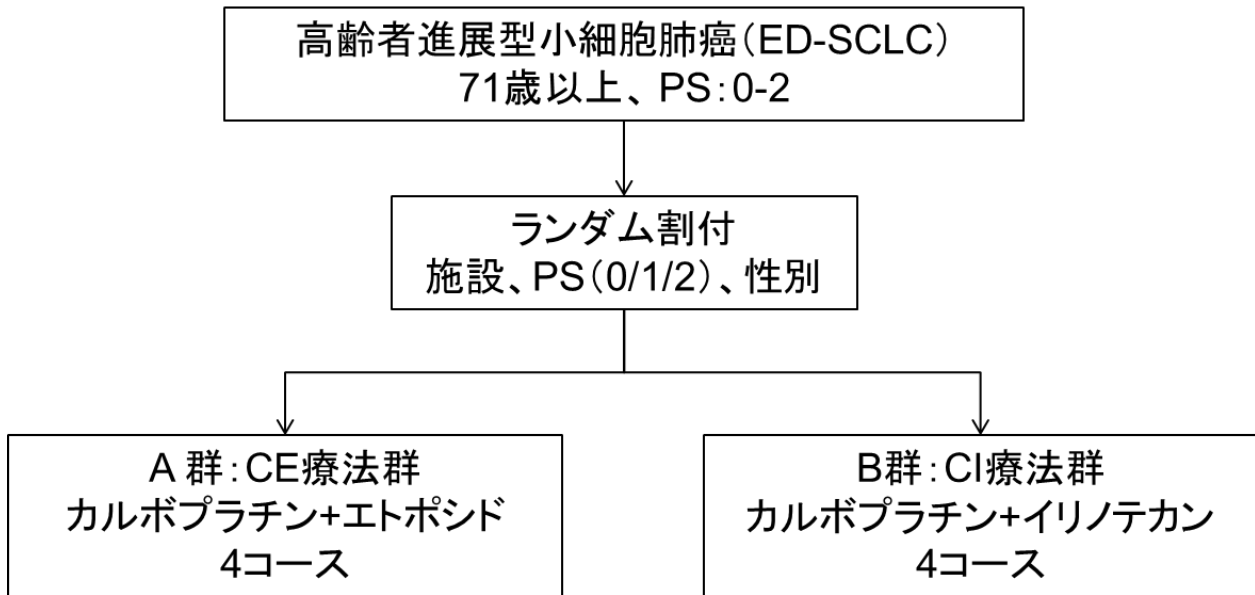 高齢者進展型小細胞肺癌(ED-SCLC)
71歳以上、PS:0-2
ランダム割付
施設、PS(0/1/2)、性別
A 群:CE療法群
カルボプラチン+エトポシド
4コース
B群:CI療法群
カルボプラチン+イリノテカン
4コース